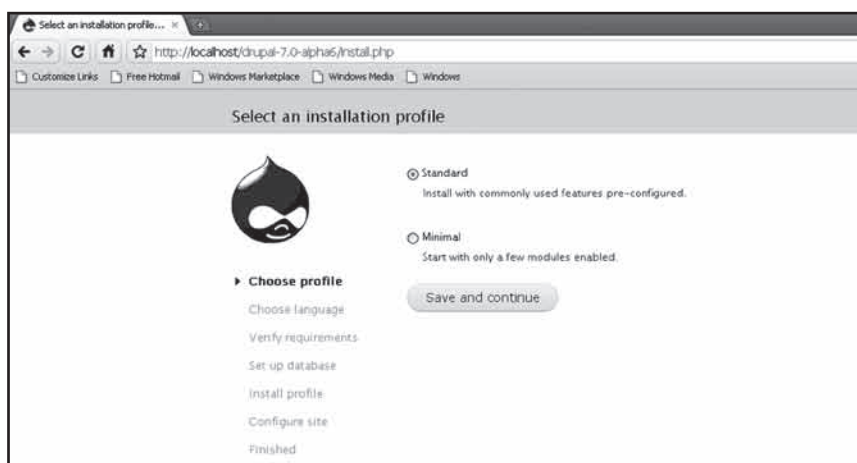 Select an installation profile...
http://localhost/drupal-7.0-alpha6/install.php
Customize Links Free Hotmail Windows Marketplace Windows Media Windows
Select an installation profile
Standard
Install with commonly used features pre-configured.
Minimal
Start with only a few modules enabled.
Save and continue
Choose profile
Choose language
Verify requirements
Set up database
Install profile
Configure site
Finished